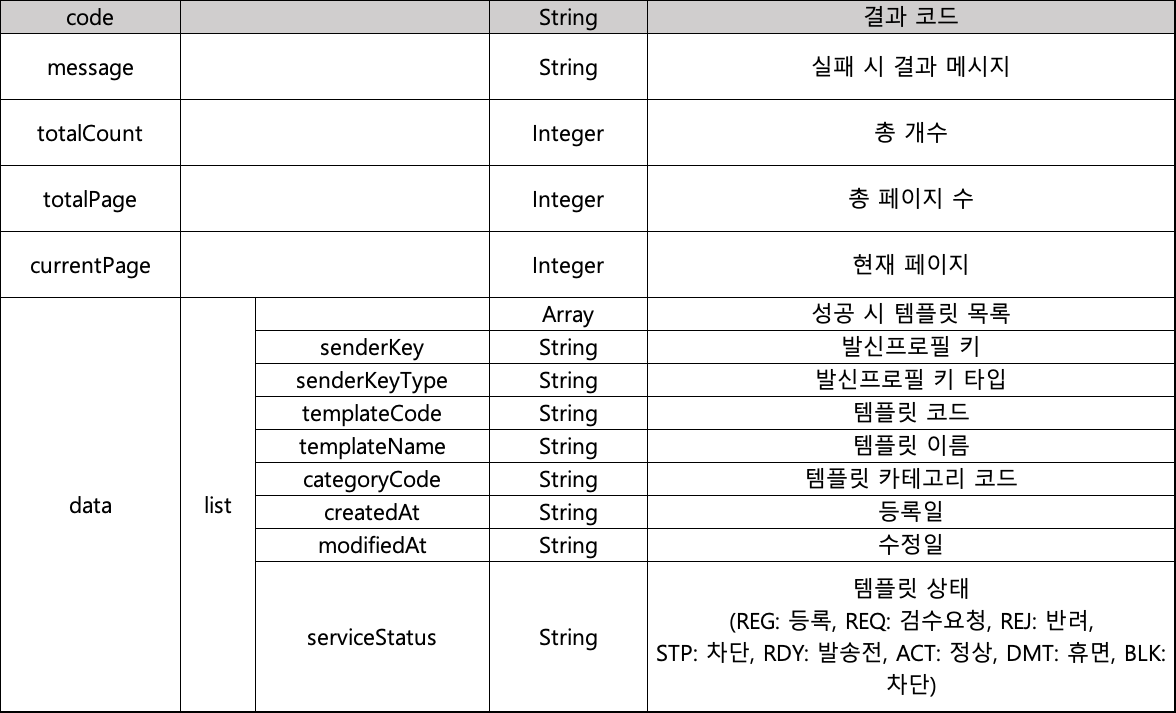 code String 결과 코드
message String 실패 시 결과 메시지
totalCount Integer 총 개수
totalPage Integer 총 페이지 수
currentPage Integer 현재 페이지
data list Array 성공 시 템플릿 목록
senderKey String 발신프로필 키
senderKeyType String 발신프로필 키 타입
templateCode String 템플릿 코드
templateName String 템플릿 이름
categoryCode String 템플릿 카테고리 코드
createdAt String 등록일
modifiedAt String 수정일
serviceStatus String 템플릿 상태
(REG: 등록, REQ: 검수요청, REJ: 반려,
STP: 차단, RDY: 발송전, ACT: 정상, DMT: 휴면, BLK:
차단)